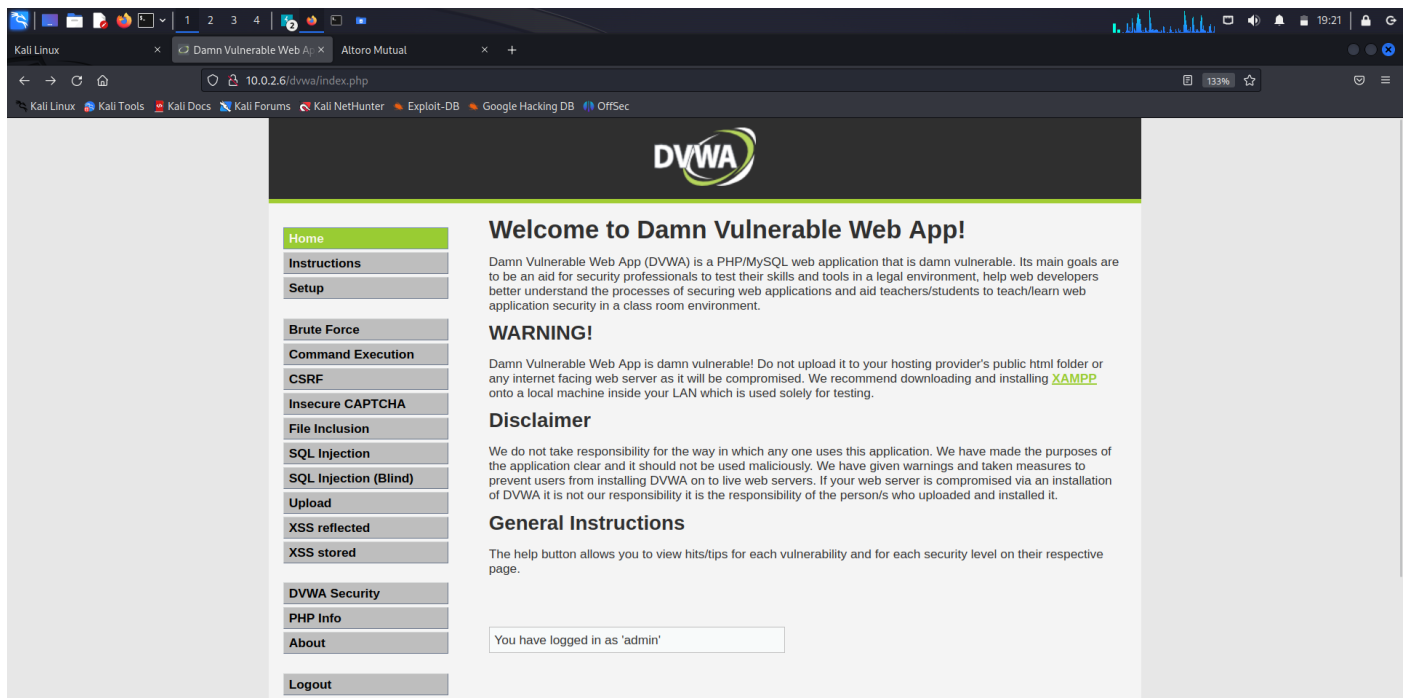 1 2 3 4 2 19:21
Kali Linux Damn Vulnerable Web Ap Altoro Mutual
10.0.2.6/dvwa/index.php 133%
Kali Linux Kali Tools Kali Docs Kali Forums Kali NetHunter Exploit-DB Google Hacking DB OffSec
DVWA
Home
Instructions
Setup
Brute Force
Command Execution
CSRF
Insecure CAPTCHA
File Inclusion
SQL Injection
SQL Injection (Blind)
Upload
XSS reflected
XSS stored
DVWA Security
PHP Info
About
Logout
Welcome to Damn Vulnerable Web App!
Damn Vulnerable Web App (DVWA) is a PHP/MySQL web application that is damn vulnerable. Its main goals are
to be an aid for security professionals to test their skills and tools in a legal environment, help web developers
better understand the processes of securing web applications and aid teachers/students to teach/learn web
application security in a class room environment.
WARNING!
Damn Vulnerable Web App is damn vulnerable! Do not upload it to your hosting provider's public html folder or
any internet facing web server as it will be compromised. We recommend downloading and installing XAMPP
onto a local machine inside your LAN which is used solely for testing.
Disclaimer
We do not take responsibility for the way in which any one uses this application. We have made the purposes of
the application clear and it should not be used maliciously. We have given warnings and taken measures to
prevent users from installing DVWA on to live web servers. If your web server is compromised via an installation
of DVWA it is not our responsibility it is the responsibility of the person/s who uploaded and installed it.
General Instructions
The help button allows you to view hits/tips for each vulnerability and for each security level on their respective
page.
You have logged in as 'admin'